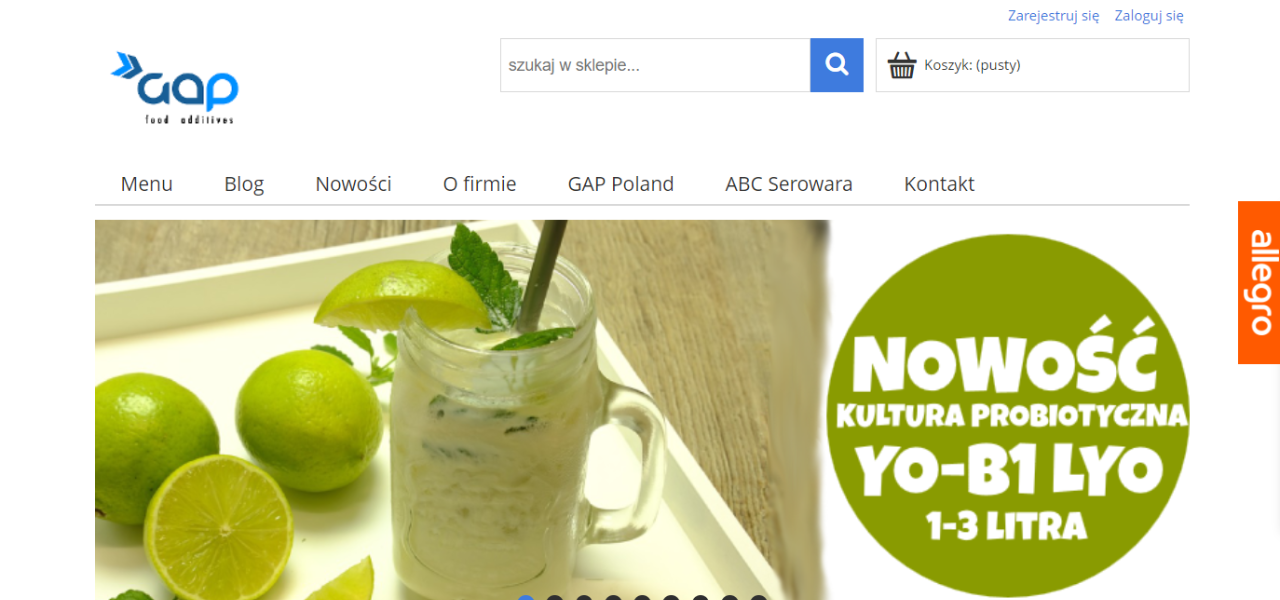 Zarejestruj się Zaloguj się
GAP
food additives
szukaj w sklepie...
Koszyk: (pusty)
Menu Blog Nowości O firmie GAP Poland ABC Serowara Kontakt
allegro
NOWOŚĆ
KULTURA PROBIOTYCZNA
YO-B1 LYO
1-3 LITRA